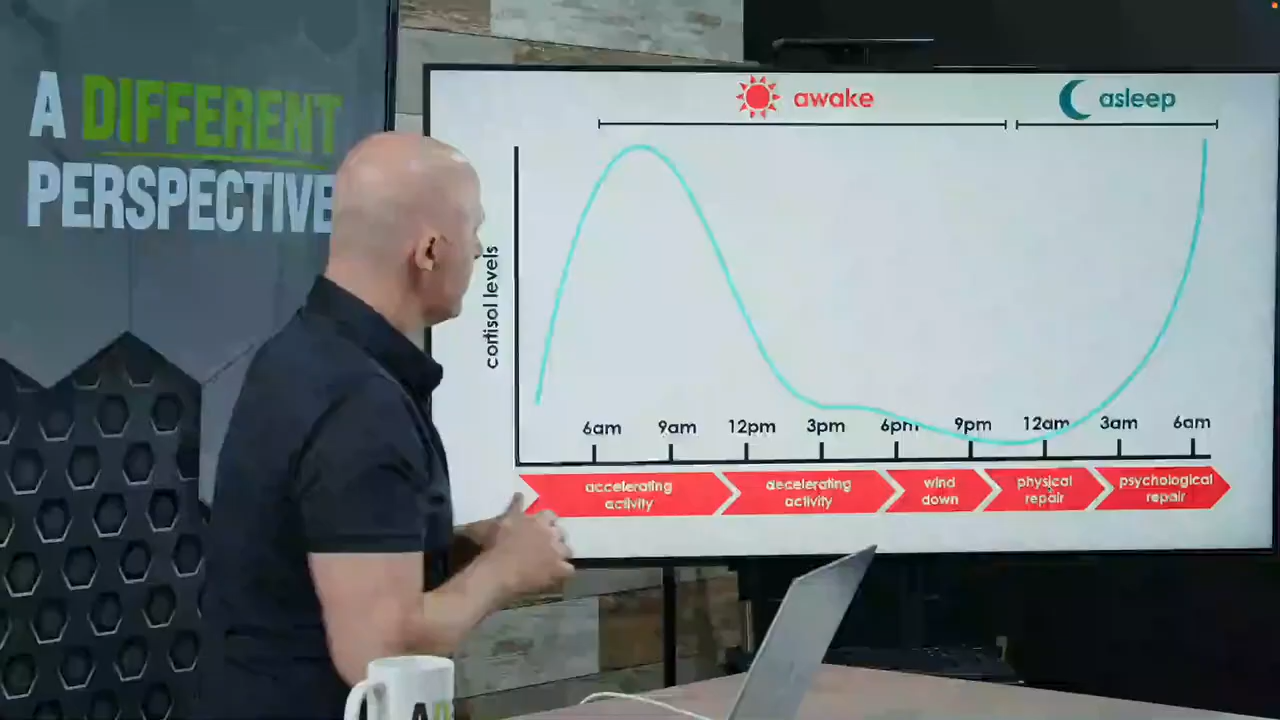 A DIFFERENT
PERSPECTIVE
awake
asleep
cortisol levels
6am 9am 12pm 3pm 6pm 9pm 12am 3am 6am
accelerating
activity
decelerating
activity
wind
down
physical
repair
psychological
repair